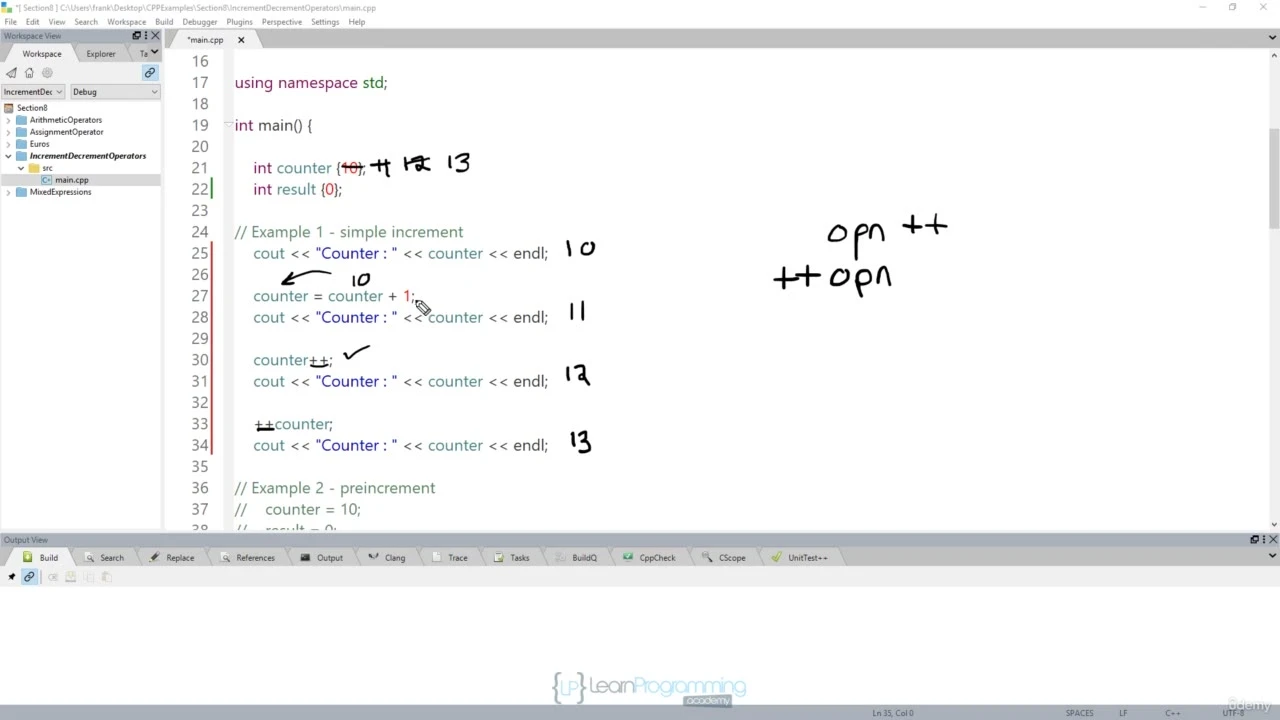 *[ Section8 ] C:\Users\frank\Desktop\CPPExamples\Section8\IncrementDecrementOperators\main.cpp
File Edit View Search Workspace Build Debugger Plugins Perspective Settings Help
Workspace View
*main.cpp
Workspace Explorer Ta
IncrementDec Debug
Section8
ArithmeticOperators
AssignmentOperator
Euros
IncrementDecrementOperators
src
main.cpp
MixedExpressions
16
17 using namespace std;
18
19 int main() {
20
21 int counter {10}; 11 12 13
22 int result {0};
23
24 // Example 1 - simple increment
25 cout << "Counter : " << counter << endl; 10
26
10
27 counter = counter + 1;
28 cout << "Counter : " << counter << endl; 11
29
30 counter++; ✓
31 cout << "Counter : " << counter << endl; 12
32
33 ++counter;
34 cout << "Counter : " << counter << endl; 13
35
36 // Example 2 - preincrement
37 // counter = 10;
38 // result = 0;
opn ++
++ opn
Output View
Build Search Replace References Output Clang Trace Tasks BuildQ CppCheck CScope UnitTest++
{LP} LearnProgramming
academy
Ln 35, Col 0 SPACES LF C++ UTF-8
ûdemy